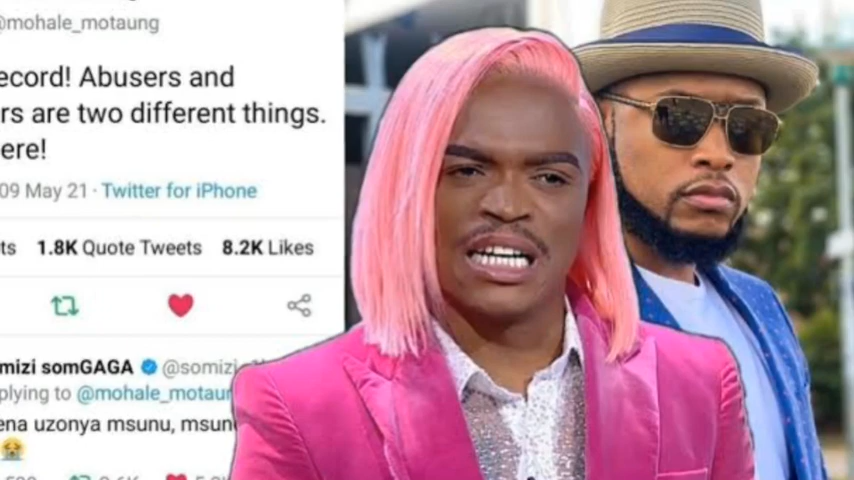 @mohale_motaung
ecord! Abusers and
rs are two different things.
ere!
09 May 21 · Twitter for iPhone
ts 1.8K Quote Tweets 8.2K Likes
mizi somGAGA @somizi
plying to @mohale_motaur
ena uzonya msunu, msun